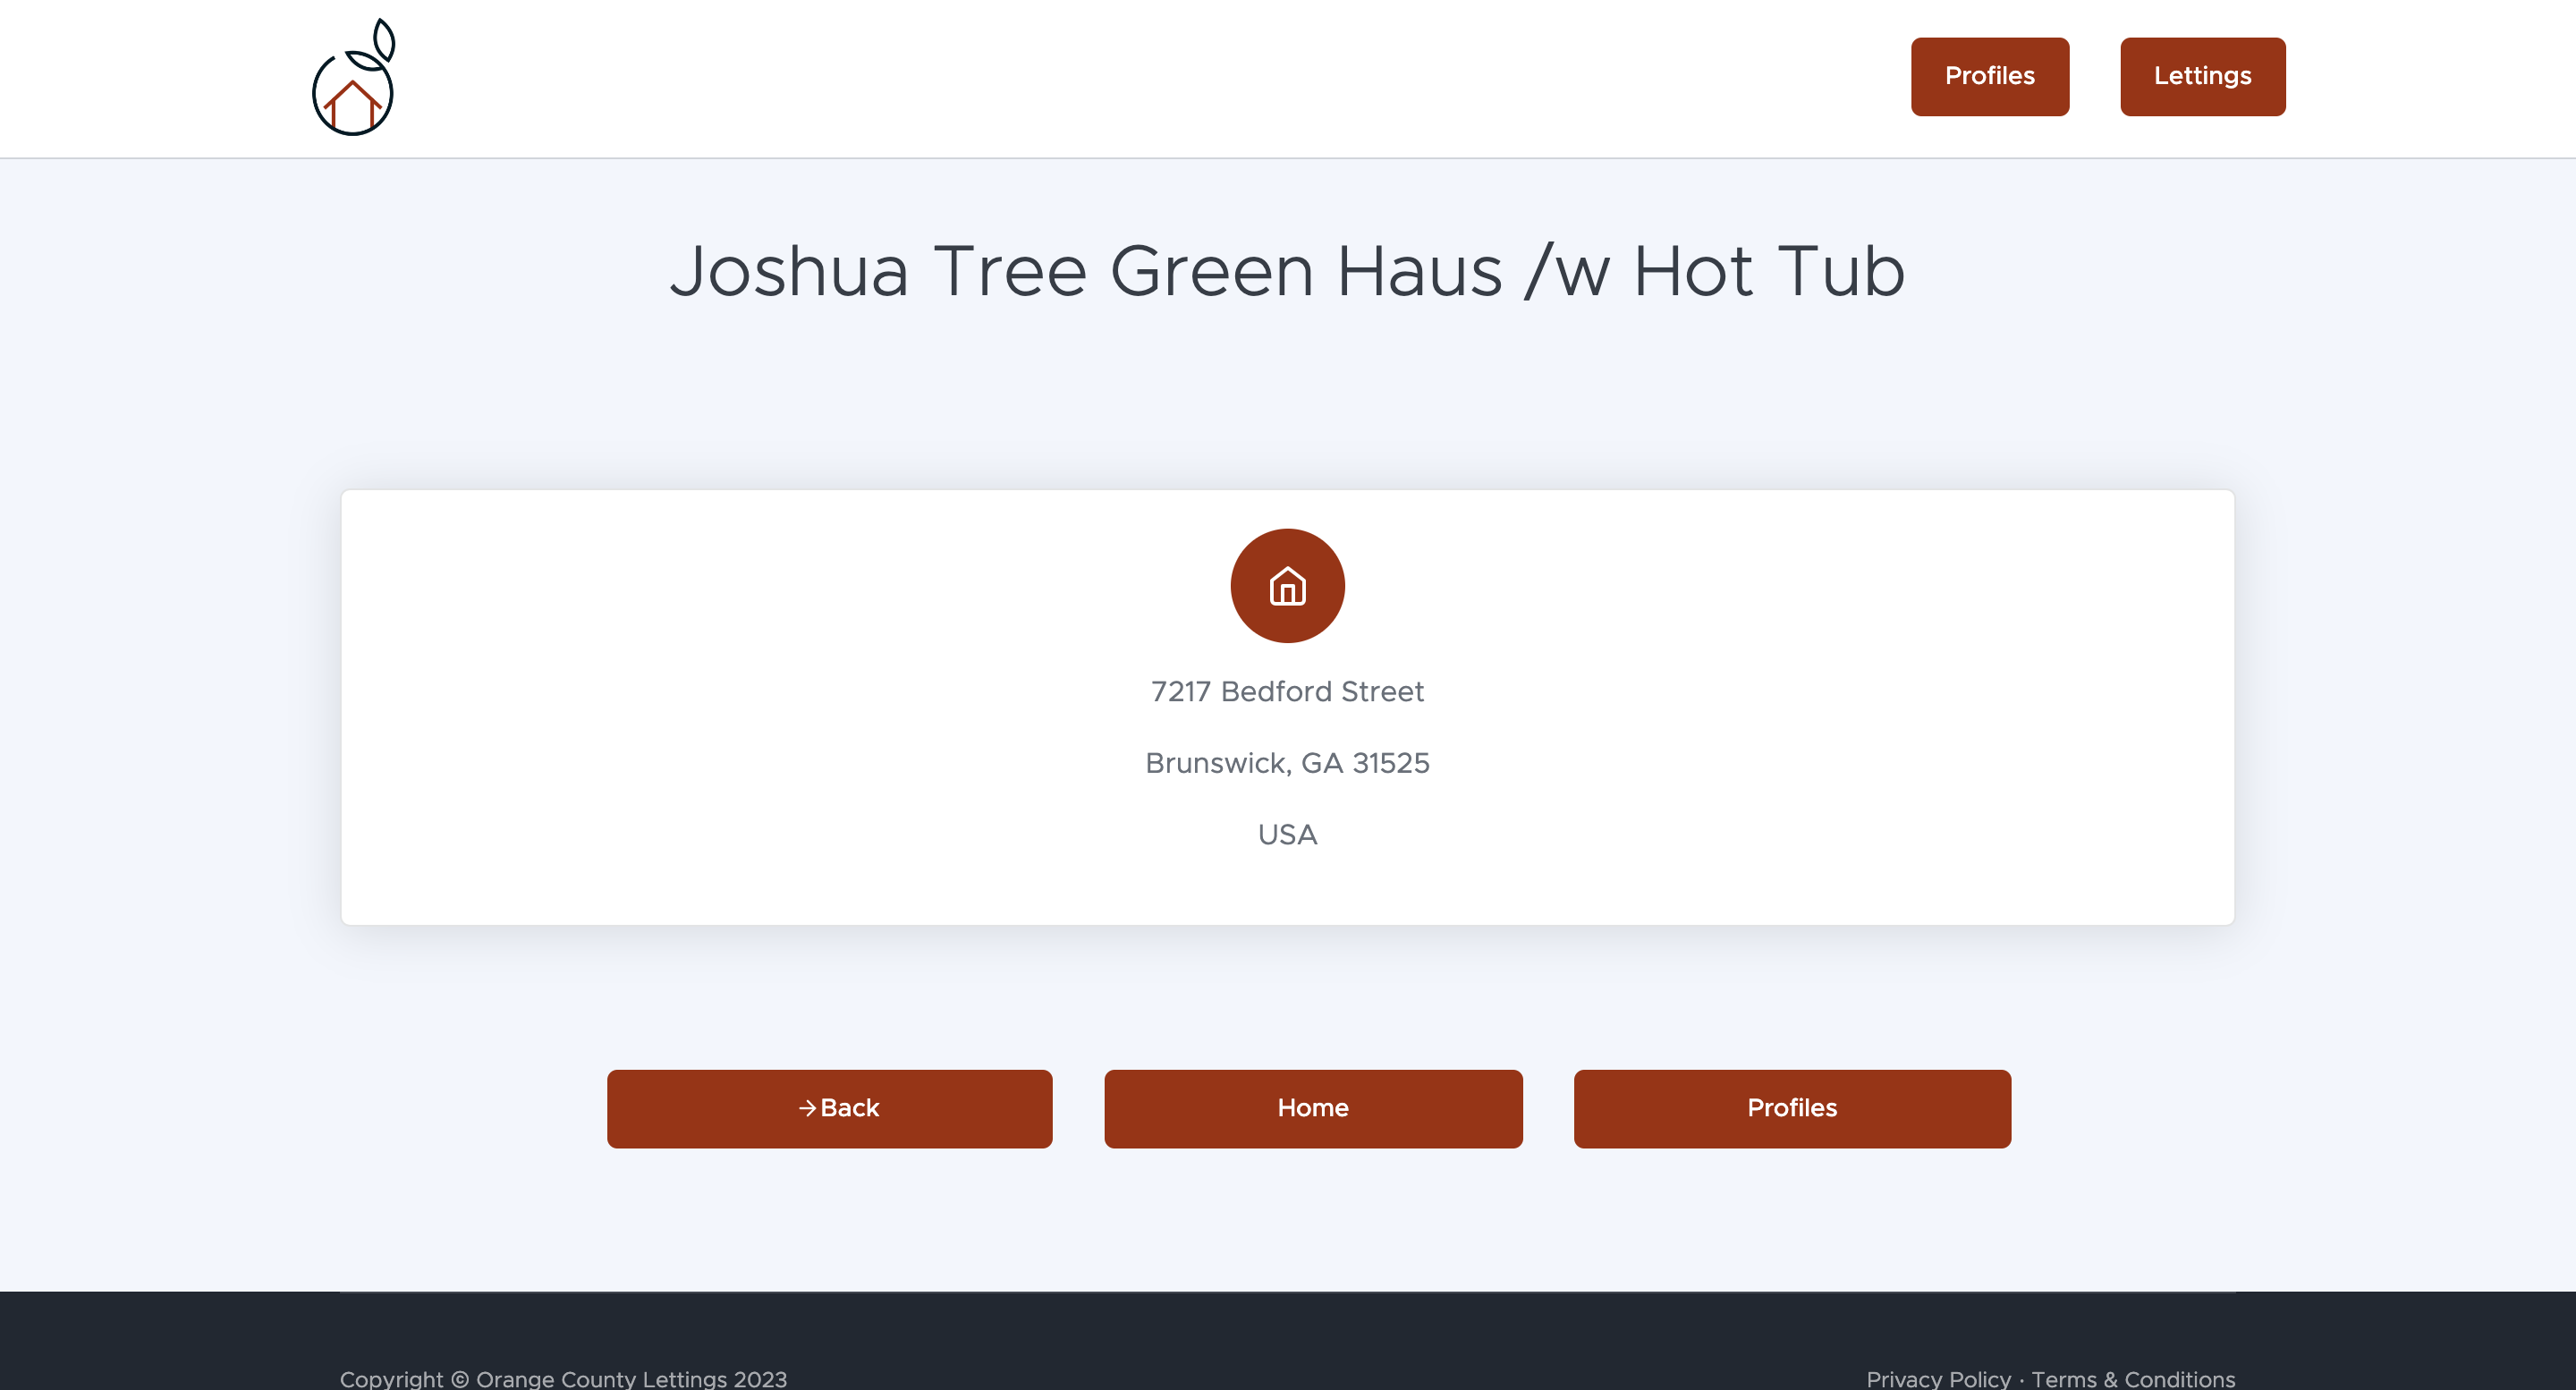 Profiles Lettings
Joshua Tree Green Haus /w Hot Tub
7217 Bedford Street
Brunswick, GA 31525
USA
→Back Home Profiles
Copyright © Orange County Lettings 2023 Privacy Policy · Terms & Conditions